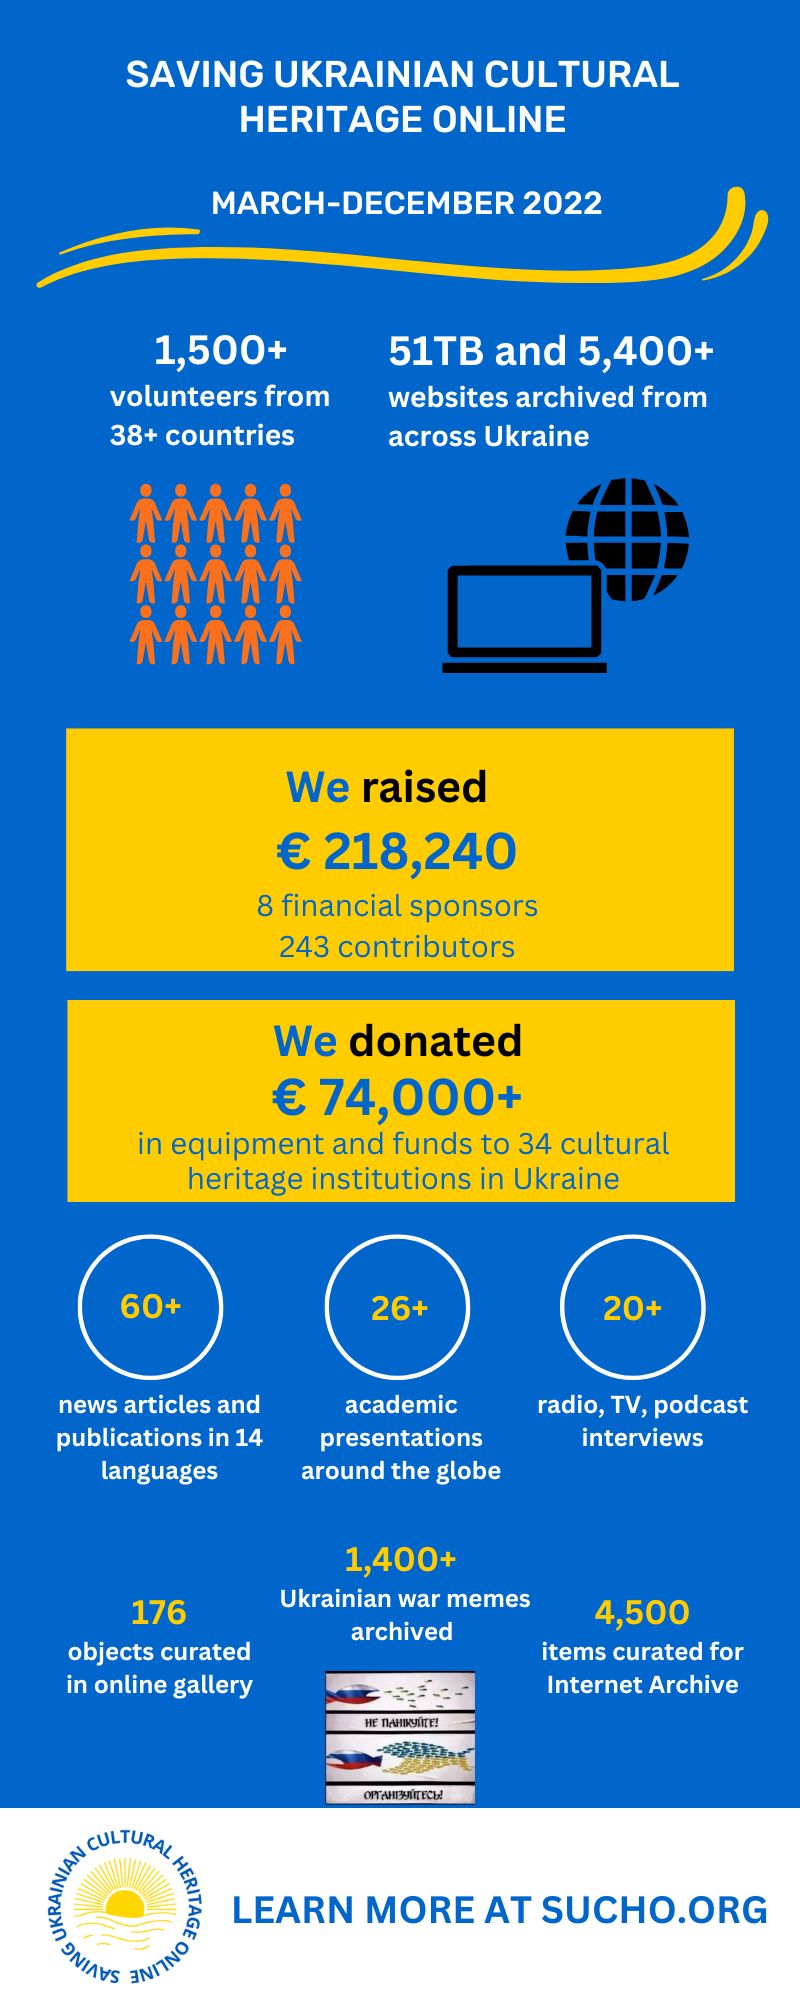 SAVING UKRAINIAN CULTURAL
HERITAGE ONLINE
MARCH-DECEMBER 2022
1,500+
volunteers from
38+ countries
51TB and 5,400+
websites archived from
across Ukraine
We raised
€ 218,240
8 financial sponsors
243 contributors
We donated
€ 74,000+
in equipment and funds to 34 cultural
heritage institutions in Ukraine
60+
news articles and
publications in 14
languages
26+
academic
presentations
around the globe
20+
radio, TV, podcast
interviews
176
objects curated
in online gallery
1,400+
Ukrainian war memes
archived
НЕ ПАНІКУЙТЕ!
ОРГАНІЗУЙТЕСЬ!
4,500
items curated for
Internet Archive
SAVING UKRAINIAN CULTURAL HERITAGE ONLINE
LEARN MORE AT SUCHO.ORG